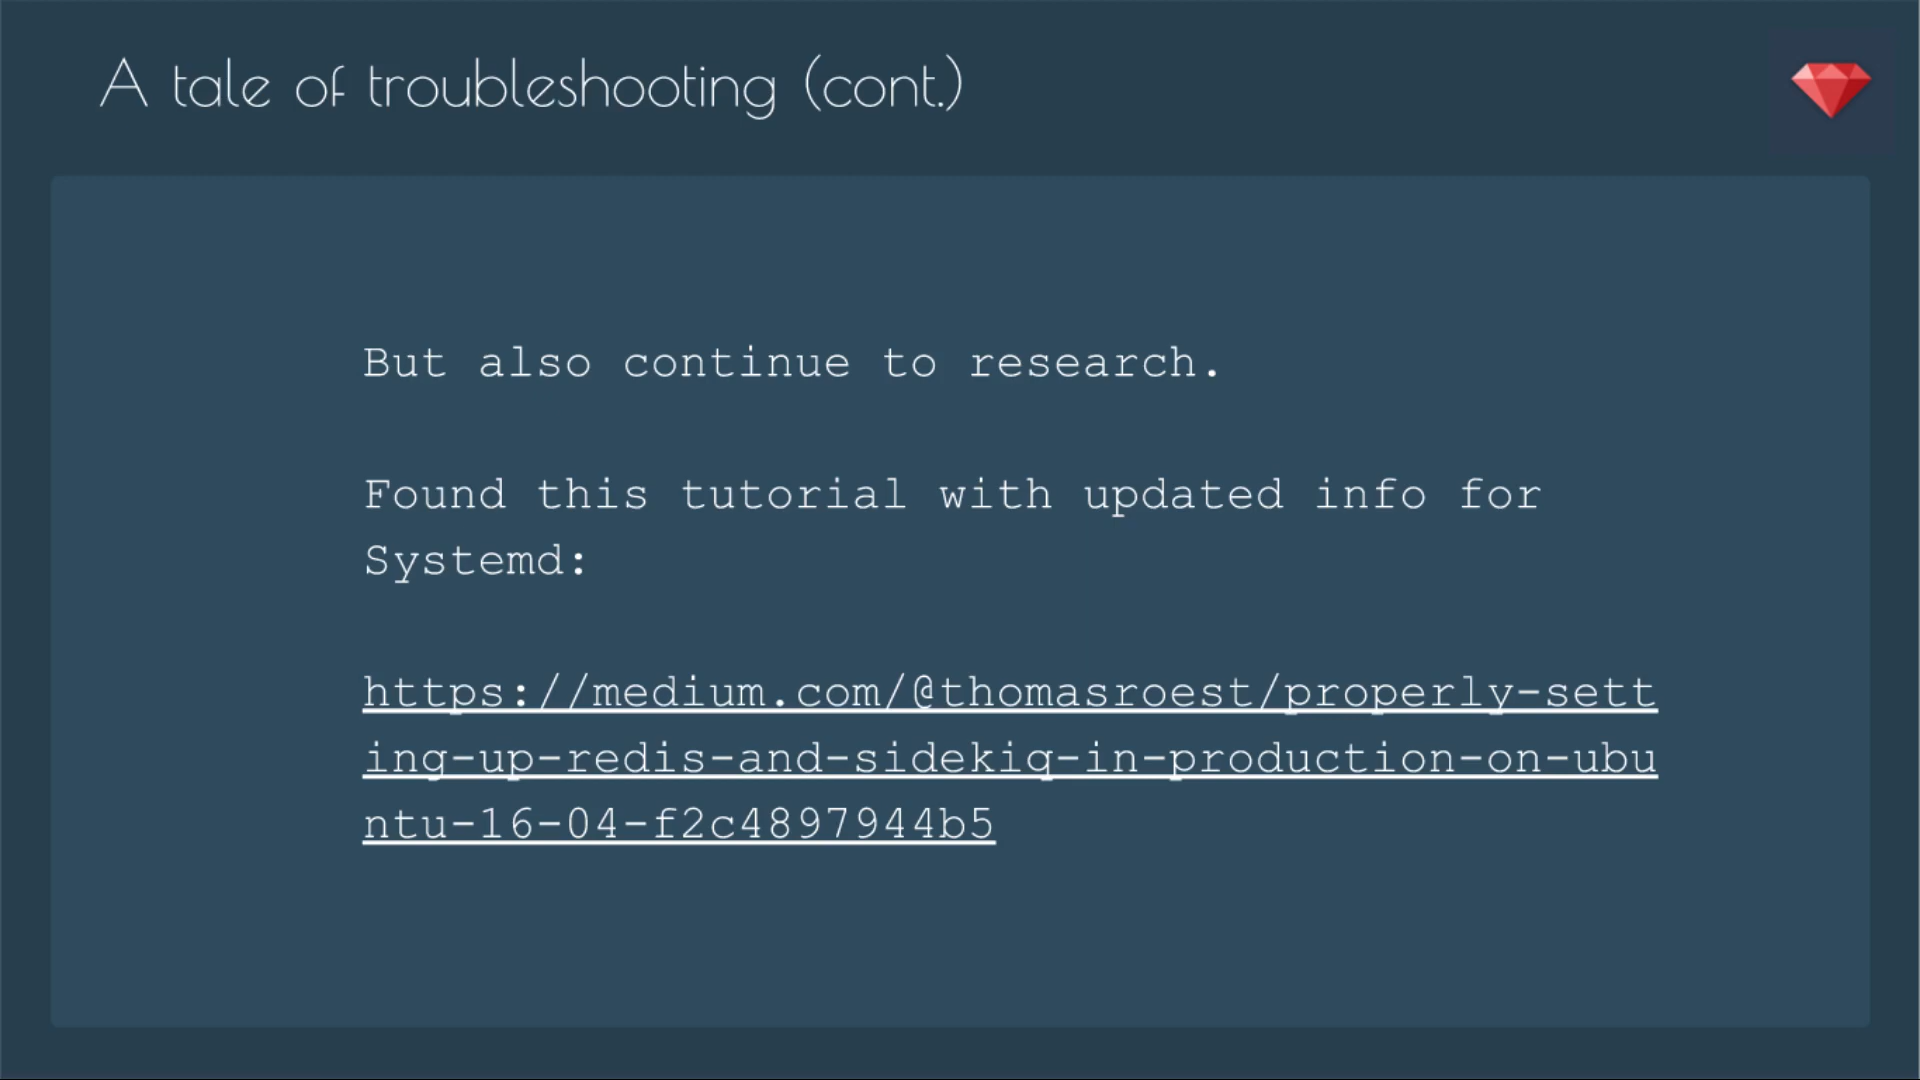 A tale of troubleshooting (cont.)
But also continue to research.
Found this tutorial with updated info for
Systemd:
https://medium.com/@thomasroest/properly-sett
ing-up-redis-and-sidekiq-in-production-on-ubu
ntu-16-04-f2c4897944b5